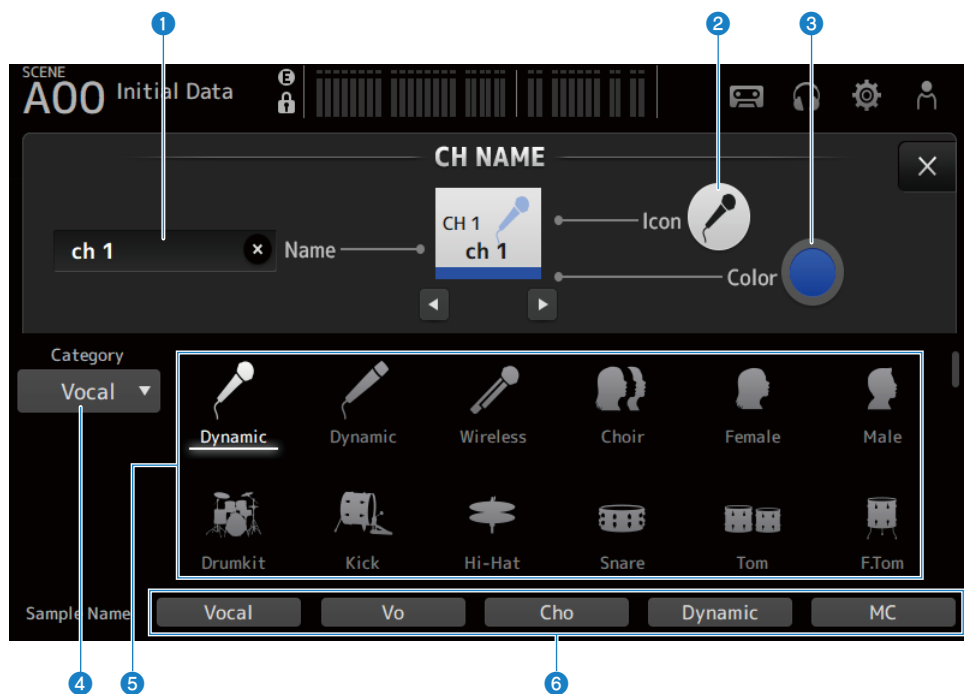 1 2 3
SCENE
A00 Initial Data E
CH NAME
CH 1
ch 1
ch 1 Name
Icon
Color
Category
Vocal
Dynamic Dynamic Wireless Choir Female Male
Drumkit Kick Hi-Hat Snare Tom F.Tom
Sample Name Vocal Vo Cho Dynamic MC
4 5 6